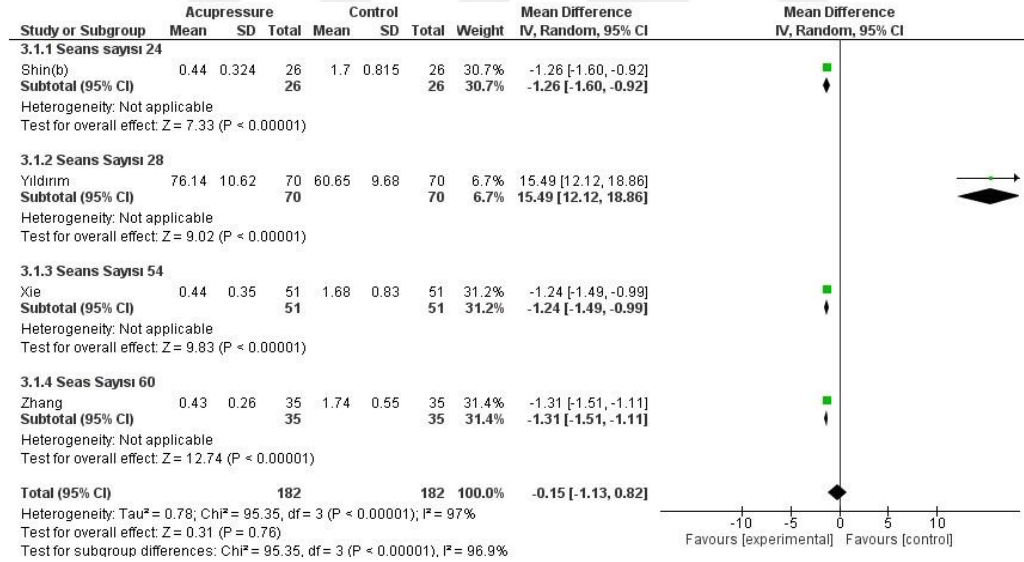 Acupressure Control Mean Difference Mean Difference
Study or Subgroup Mean SD Total Mean SD Total Weight IV, Random, 95% CI IV, Random, 95% CI
3.1.1 Seans sayısı 24
Shin(b) 0.44 0.324 26 1.7 0.815 26 30.7% -1.26 [-1.60, -0.92]
Subtotal (95% CI) 26 26 30.7% -1.26 [-1.60, -0.92]
Heterogeneity: Not applicable
Test for overall effect: Z = 7.33 (P < 0.00001)
3.1.2 Seans Sayısı 28
Yıldırım 76.14 10.62 70 60.65 9.68 70 6.7% 15.49 [12.12, 18.86]
Subtotal (95% CI) 70 70 6.7% 15.49 [12.12, 18.86]
Heterogeneity: Not applicable
Test for overall effect: Z = 9.02 (P < 0.00001)
3.1.3 Seans Sayısı 54
Xie 0.44 0.35 51 1.68 0.83 51 31.2% -1.24 [-1.49, -0.99]
Subtotal (95% CI) 51 51 31.2% -1.24 [-1.49, -0.99]
Heterogeneity: Not applicable
Test for overall effect: Z = 9.83 (P < 0.00001)
3.1.4 Seas Sayısı 60
Zhang 0.43 0.26 35 1.74 0.55 35 31.4% -1.31 [-1.51, -1.11]
Subtotal (95% CI) 35 35 31.4% -1.31 [-1.51, -1.11]
Heterogeneity: Not applicable
Test for overall effect: Z = 12.74 (P < 0.00001)
Total (95% CI) 182 182 100.0% -0.15 [-1.13, 0.82]
Heterogeneity: Tau² = 0.78; Chi² = 95.35, df = 3 (P < 0.00001); I² = 97%
Test for overall effect: Z = 0.31 (P = 0.76)
Test for subgroup differences: Chi² = 95.35, df = 3 (P < 0.00001), I² = 96.9%
-10 -5 0 5 10
Favours [experimental] Favours [control]